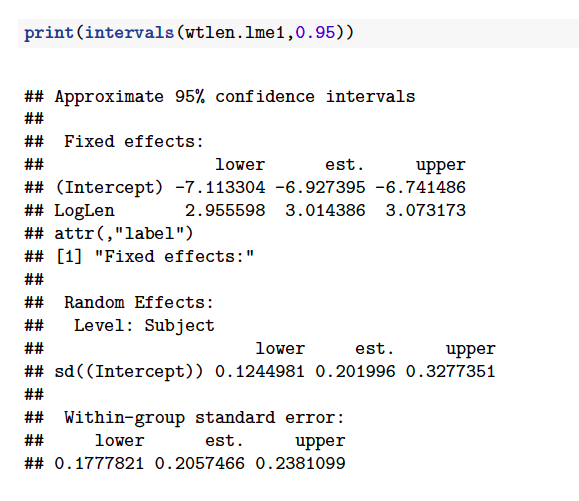 print(intervals(wtlen.lme1,0.95))
## Approximate 95% confidence intervals
##
##  Fixed effects:
##                 lower      est.     upper
## (Intercept) -7.113304 -6.927395 -6.741486
## LogLen       2.955598  3.014386  3.073173
## attr(,"label")
## [1] "Fixed effects:"
##
##  Random Effects:
##   Level: Subject
##                     lower     est.     upper
## sd((Intercept)) 0.1244981 0.201996 0.3277351
##
##  Within-group standard error:
##     lower      est.     upper
## 0.1777821 0.2057466 0.2381099